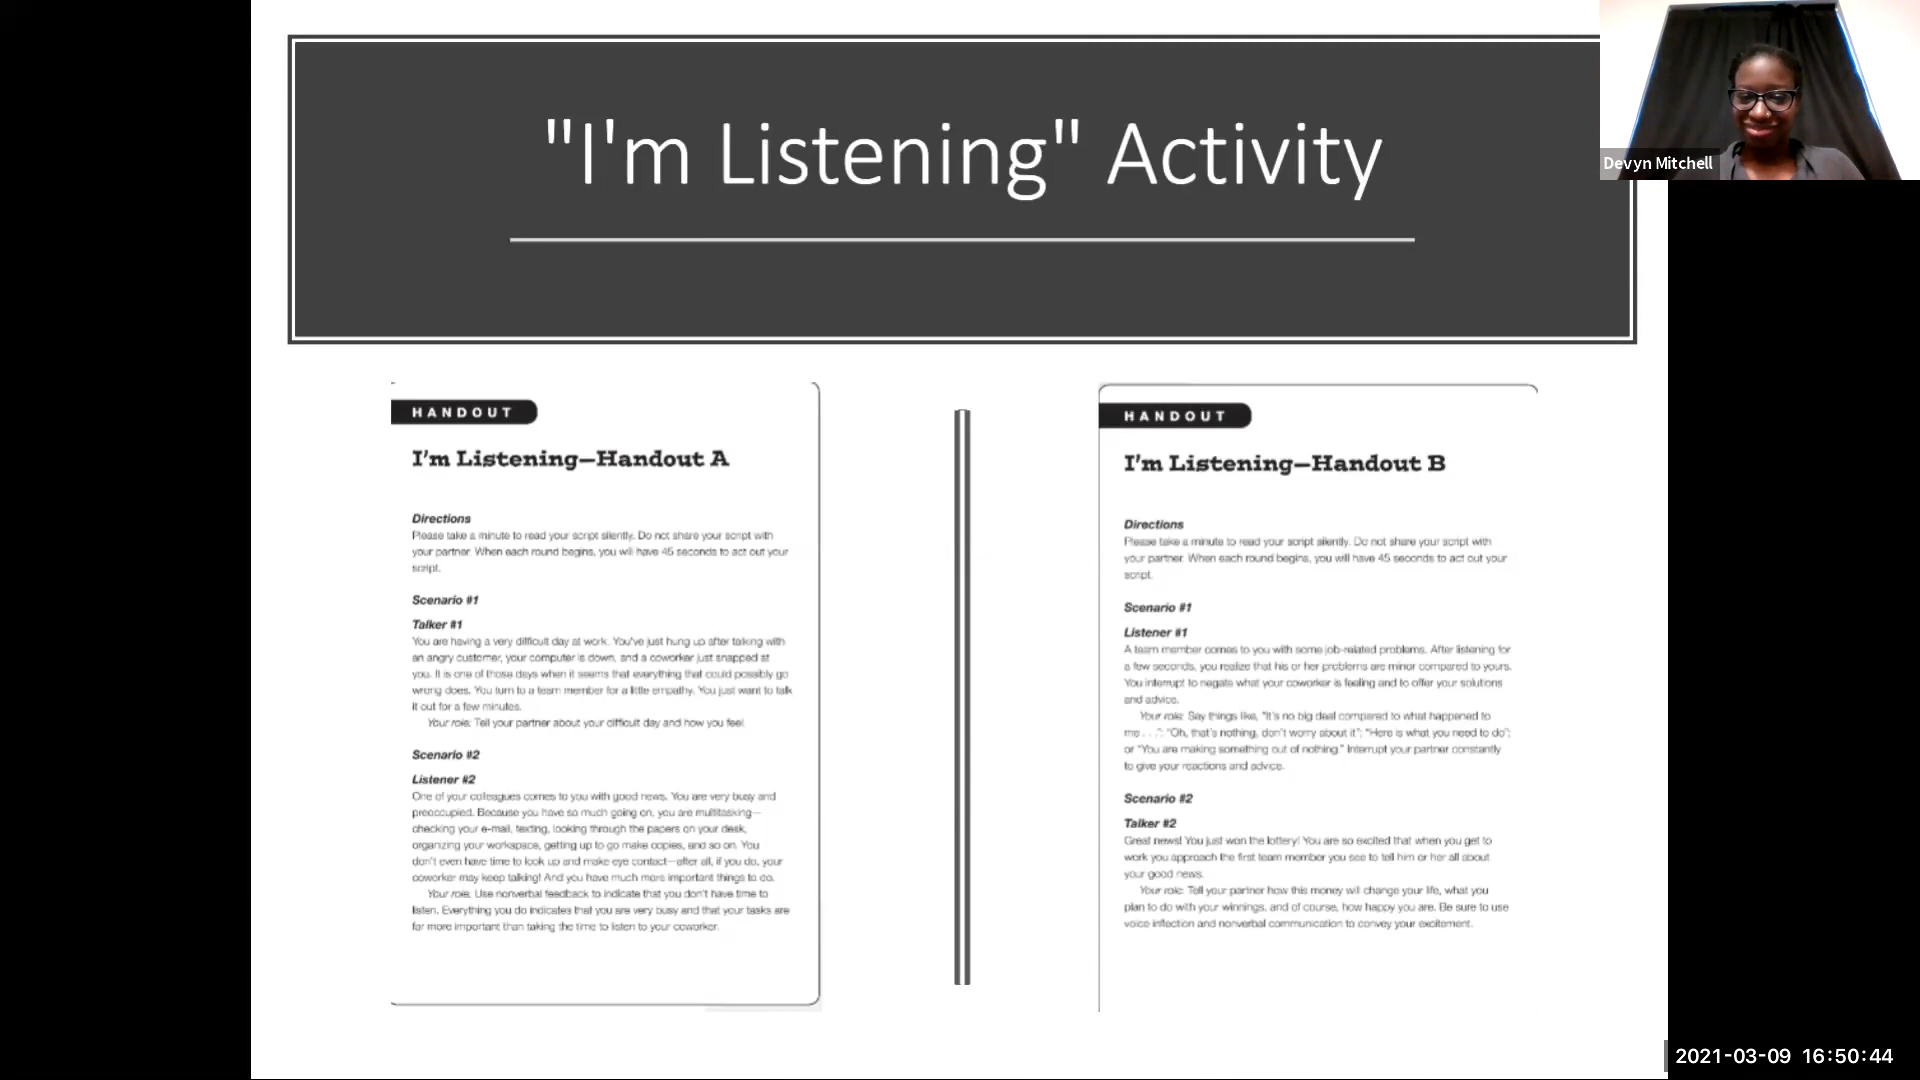 "I'm Listening" Activity
Devyn Mitchell
HANDOUT
I'm Listening—Handout A
Directions
Please take a minute to read your script silently. Do not share your script with
your partner. When each round begins, you will have 45 seconds to act out your
script.
Scenario #1
Talker #1
You are having a very difficult day at work. You've just hung up after talking with
an angry customer, your computer is down, and a coworker just snapped at
you. It is one of those days when it seems that everything that could possibly go
wrong does. You turn to a team member for a little empathy. You just want to talk
it out for a few minutes.
Your role: Tell your partner about your difficult day and how you feel.
Scenario #2
Listener #2
One of your colleagues comes to you with good news. You are very busy and
preoccupied. Because you have so much going on, you are multitasking—
checking your e-mail, texting, looking through the papers on your desk,
organizing your workspace, getting up to go make copies, and so on. You
don't even have time to look up and make eye contact—after all, if you do, your
coworker may keep talking! And you have much more important things to do.
Your role: Use nonverbal feedback to indicate that you don't have time to
listen. Everything you do indicates that you are very busy and that your tasks are
far more important than taking the time to listen to your coworker.
HANDOUT
I'm Listening—Handout B
Directions
Please take a minute to read your script silently. Do not share your script with
your partner. When each round begins, you will have 45 seconds to act out your
script.
Scenario #1
Listener #1
A team member comes to you with some job-related problems. After listening for
a few seconds, you realize that his or her problems are minor compared to yours.
You interrupt to negate what your coworker is feeling and to offer your solutions
and advice.
Your role: Say things like, "It's no big deal compared to what happened to
me . . ."; "Oh, that's nothing, don't worry about it"; "Here is what you need to do";
or "You are making something out of nothing." Interrupt your partner constantly
to give your reactions and advice.
Scenario #2
Talker #2
Great news! You just won the lottery! You are so excited that when you get to
work you approach the first team member you see to tell him or her all about
your good news.
Your role: Tell your partner how this money will change your life, what you
plan to do with your winnings, and of course, how happy you are. Be sure to use
voice inflection and nonverbal communication to convey your excitement.
2021-03-09 16:50:44